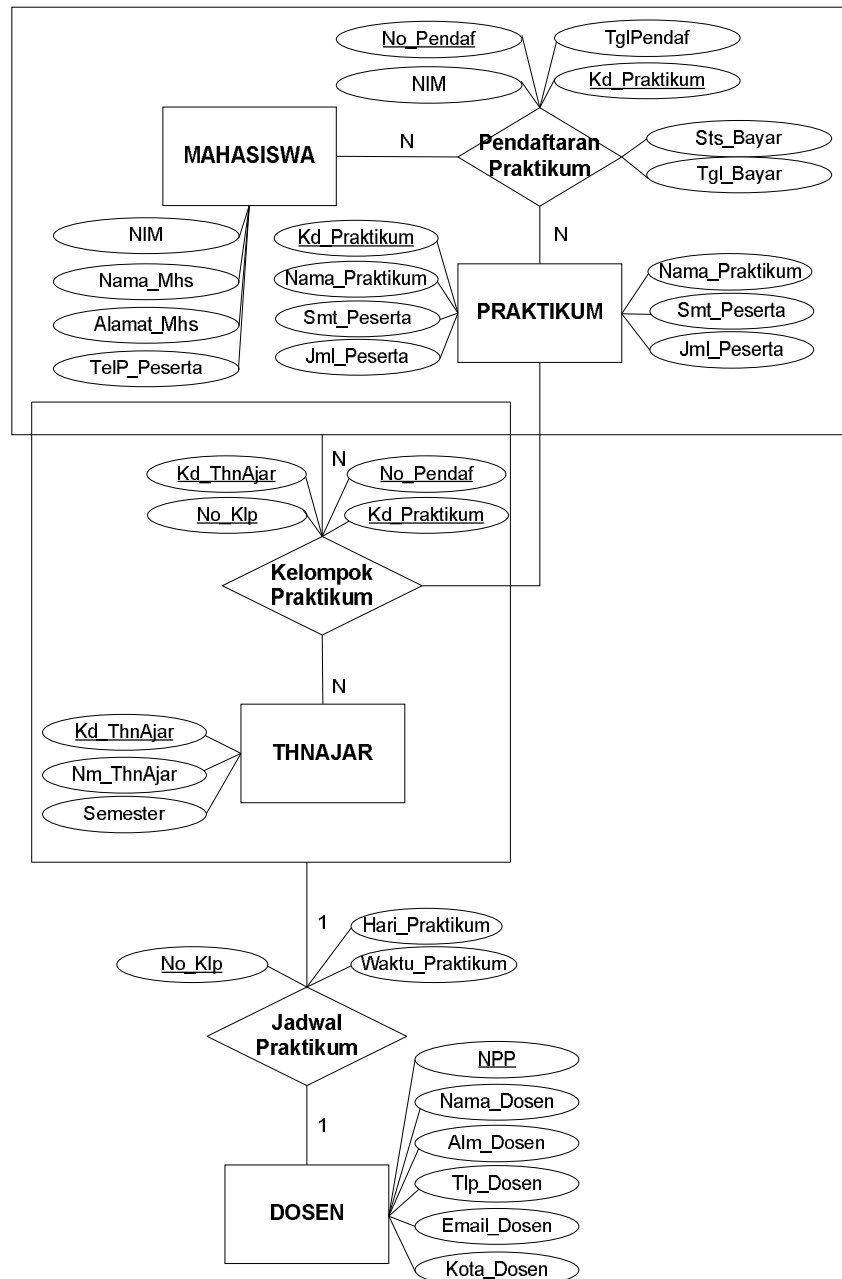 No_Pendaf
TglPendaf
NIM
Kd_Praktikum
MAHASISWA
N
Pendaftaran
Praktikum
Sts_Bayar
Tgl_Bayar
N
NIM
Nama_Mhs
Alamat_Mhs
TelP_Peserta
Kd_Praktikum
Nama_Praktikum
Smt_Peserta
Jml_Peserta
PRAKTIKUM
Nama_Praktikum
Smt_Peserta
Jml_Peserta
N
Kd_ThnAjar
No_Pendaf
No_Klp
Kd_Praktikum
Kelompok
Praktikum
N
Kd_ThnAjar
Nm_ThnAjar
Semester
THNAJAR
1
Hari_Praktikum
No_Klp
Waktu_Praktikum
Jadwal
Praktikum
1
NPP
Nama_Dosen
Alm_Dosen
Tlp_Dosen
Email_Dosen
Kota_Dosen
DOSEN